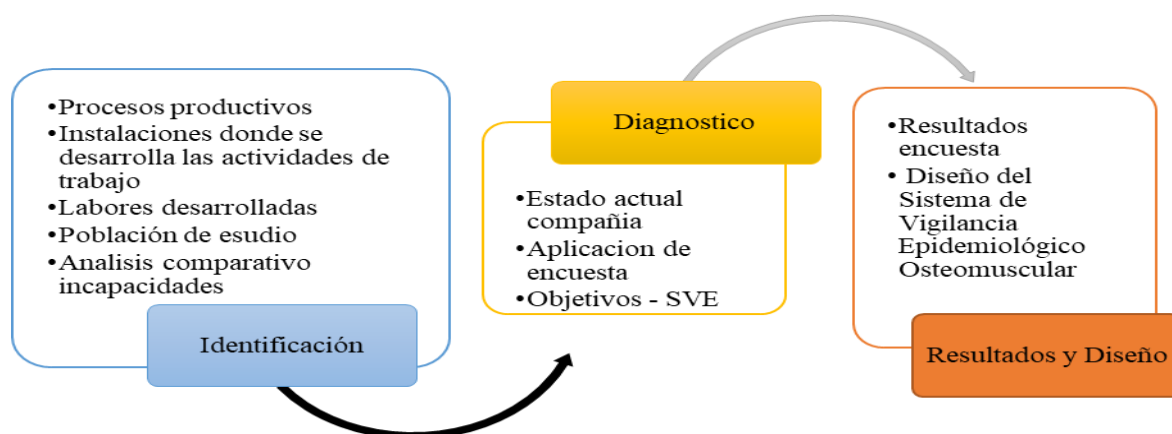 •Procesos productivos
•Instalaciones donde se
desarrolla las actividades de
trabajo
•Labores desarrolladas
•Población de esudio
•Analisis comparativo
incapacidades
Identificación
Diagnostico
•Estado actual
compañia
•Aplicacion de
encuesta
•Objetivos - SVE
•Resultados
encuesta
• Diseño del
Sistema de
Vigilancia
Epidemiológico
Osteomuscular
Resultados y Diseño